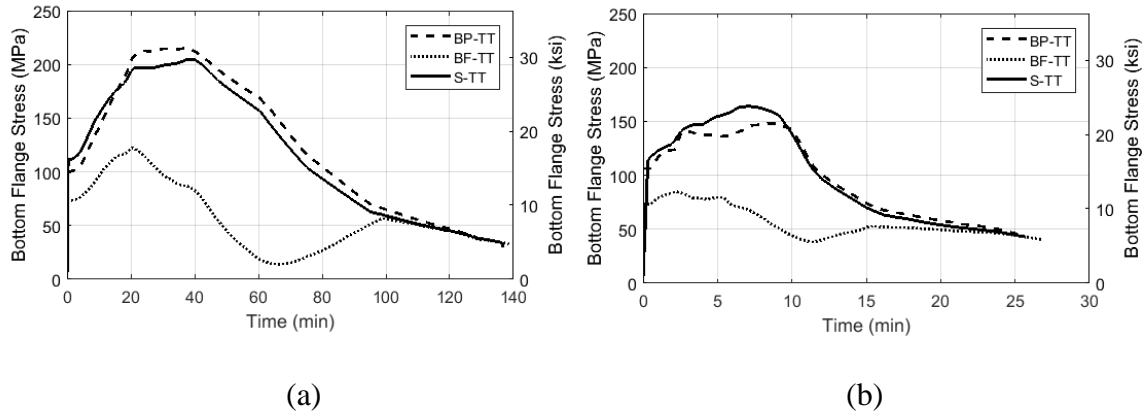 250
200
150
100
50
0
Bottom Flange Stress (MPa)
0 20 40 60 80 100 120 140
Time (min)
30
20
10
0
Bottom Flange Stress (ksi)
BP-TT
BF-TT
S-TT
(a)
250
200
150
100
50
0
Bottom Flange Stress (MPa)
0 5 10 15 20 25 30
Time (min)
30
20
10
0
Bottom Flange Stress (ksi)
BP-TT
BF-TT
S-TT
(b)